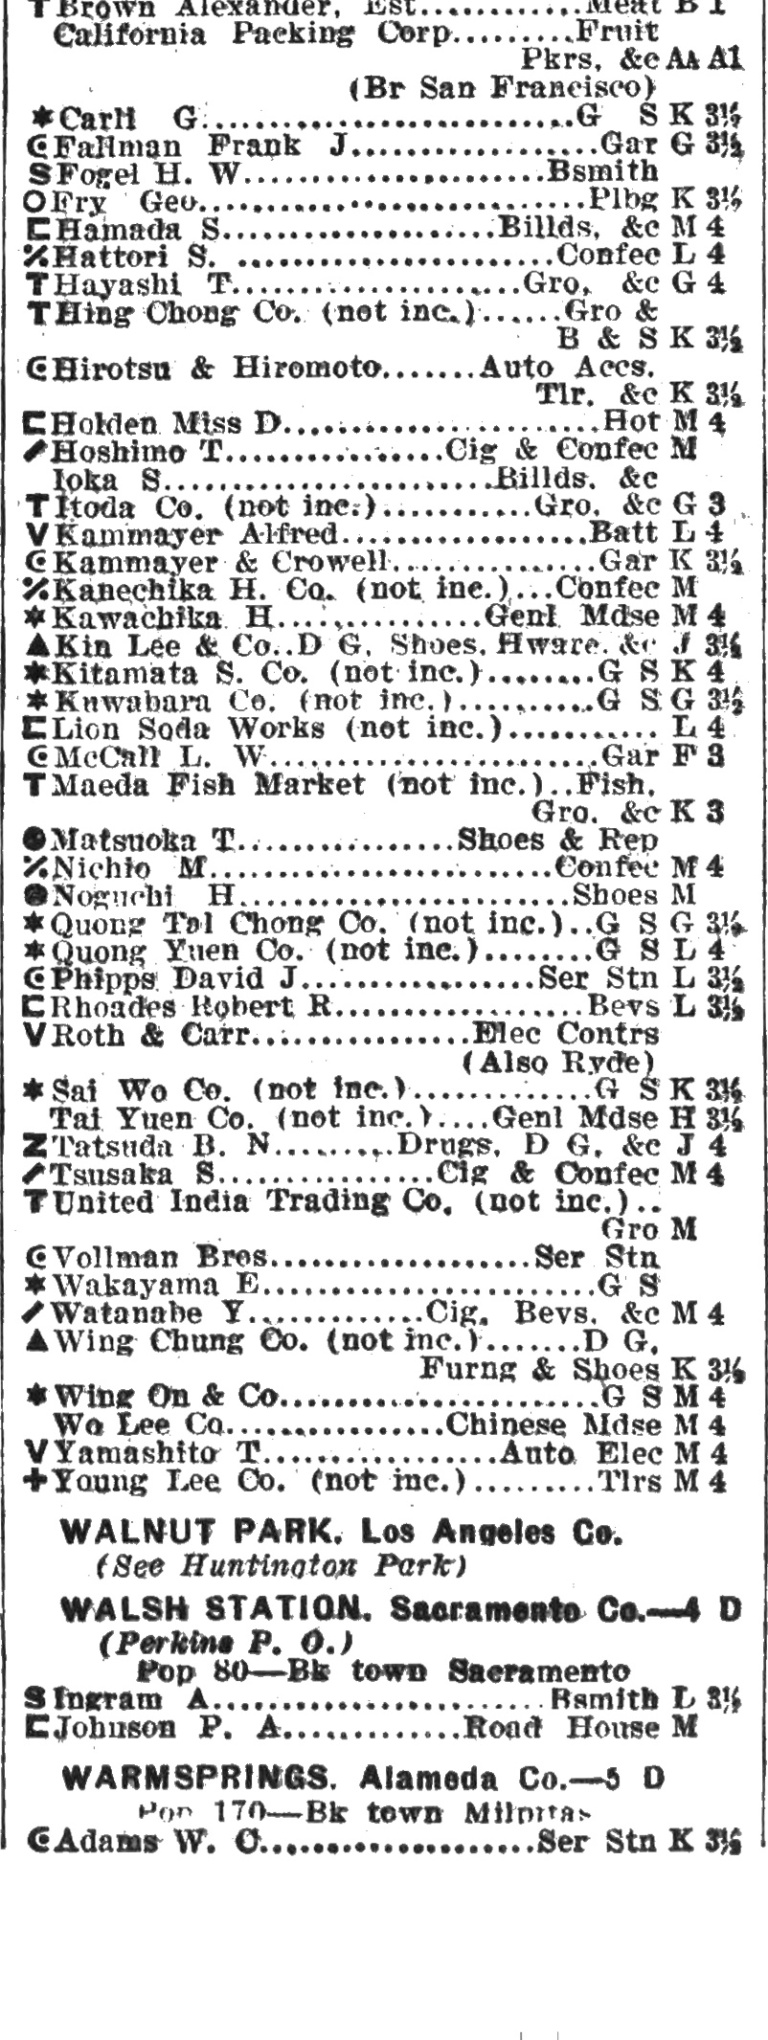 T Brown Alexander, Est............Meat B 1
California Packing Corp.........Fruit
Pkrs, &c Aa A1
(Br San Francisco)
* Carli G................................G S K 3½
C Fallman Frank J..................Gar G 3½
S Fogel H. W......................Bsmith
O Fry Geo............................Plbg K 3½
C Hamada S....................Billds, &c M 4
% Hattori S. .......................Confec L 4
T Hayashi T.....................Gro, &c G 4
T Hing Chong Co. (not inc.)......Gro &
B & S K 3½
C Hirotsu & Hiromoto.......Auto Accs,
Tlr, &c K 3½
C Holden Miss D.......................Hot M 4
/ Hoshimo T................Cig & Confec M
Ioka S........................Billds, &c
T Itoda Co. (not inc.)...........Gro, &c G 3
V Kammayer Alfred.................Batt L 4
C Kammayer & Crowell...............Gar K 3½
% Kanechika H. Co. (not inc.)...Confec M
* Kawachika H...............Genl Mdse M 4
▲ Kin Lee & Co..D G, Shoes, Hware, &c J 3½
* Kitamata S. Co. (not inc.)........G S K 4
* Kuwabara Co. (not inc.)..........G S G 3½
C Lion Soda Works (not inc.)........... L 4
C McCall L. W.......................Gar F 3
T Maeda Fish Market (not inc.)..Fish,
Gro, &c K 3
● Matsuoka T................Shoes & Rep
% Nichio M........................Confec M 4
● Noguchi H.......................Shoes M
* Quong Tai Chong Co. (not inc.)..G S G 3½
* Quong Yuen Co. (not inc.)........G S L 4
C Phipps David J.................Ser Stn L 3½
C Rhoades Robert R..................Bevs L 3½
V Roth & Carr................Elec Contrs
(Also Ryde)
* Sai Wo Co. (not inc.).............G S K 3½
Tai Yuen Co. (not inc.)....Genl Mdse H 3½
Z Tatsuda B. N.........Drugs, D G, &c J 4
/ Tsusaka S................Cig & Confec M 4
T United India Trading Co. (not inc.)..
Gro M
C Vollman Bros...................Ser Stn
* Wakayama E........................G S
/ Watanabe Y.............Cig, Bevs, &c M 4
▲ Wing Chung Co. (not inc.).......D G,
Furng & Shoes K 3½
* Wing On & Co.......................G S M 4
Wo Lee Co................Chinese Mdse M 4
V Yamashito T.................Auto Elec M 4
+ Young Lee Co. (not inc.).........Tlrs M 4
WALNUT PARK, Los Angeles Co.
(See Huntington Park)
WALSH STATION, Sacramento Co.—4 D
(Perkins P. O.)
Pop 80—Bk town Sacramento
S Ingram A........................Bsmith L 3½
C Johnson P. A.............Road House M
WARMSPRINGS, Alameda Co.—5 D
Pop 170—Bk town Milpitas
C Adams W. C....................Ser Stn K 3½